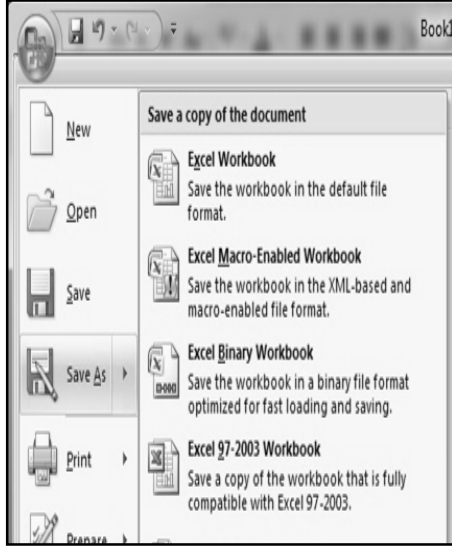 Book1
New
Open
Save
Save As
Print
Prepare
Save a copy of the document
Excel Workbook
Save the workbook in the default file
format.
Excel Macro-Enabled Workbook
Save the workbook in the XML-based and
macro-enabled file format.
Excel Binary Workbook
Save the workbook in a binary file format
optimized for fast loading and saving.
Excel 97-2003 Workbook
Save a copy of the workbook that is fully
compatible with Excel 97-2003.